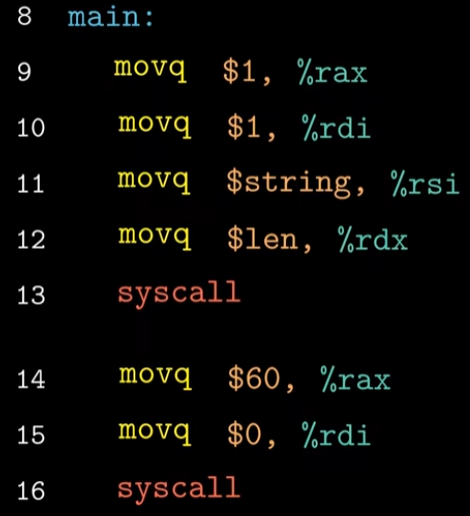 8 main:
9 movq $1, %rax
10 movq $1, %rdi
11 movq $string, %rsi
12 movq $len, %rdx
13 syscall
14 movq $60, %rax
15 movq $0, %rdi
16 syscall